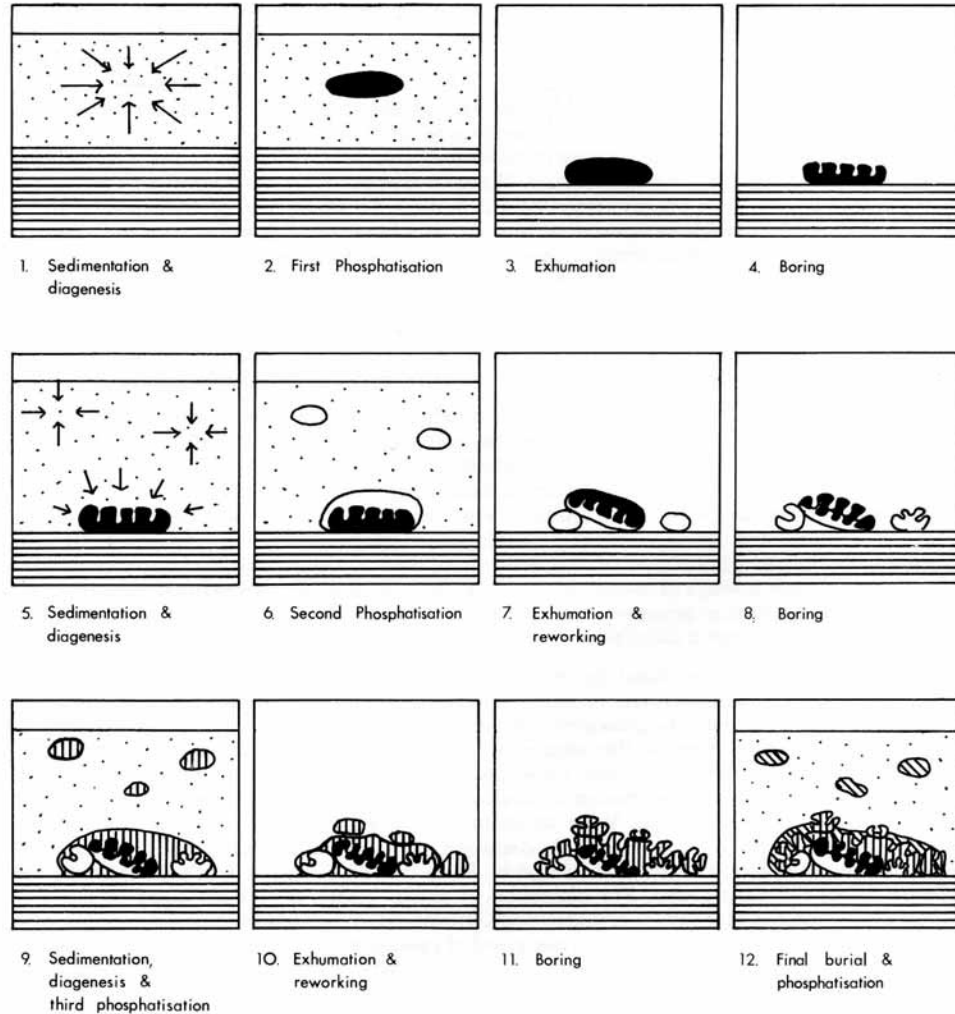 1. Sedimentation &
diagenesis
2. First Phosphatisation
3. Exhumation
4. Boring
5. Sedimentation &
diagenesis
6. Second Phosphatisation
7. Exhumation &
reworking
8. Boring
9. Sedimentation,
diagenesis &
third phosphatisation
10. Exhumation &
reworking
11. Boring
12. Final burial &
phosphatisation